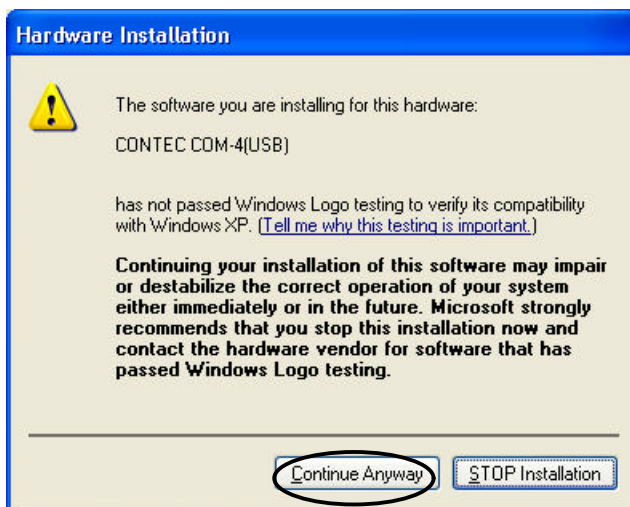 Hardware Installation
The software you are installing for this hardware:
CONTEC COM-4(USB)
has not passed Windows Logo testing to verify its compatibility
with Windows XP. (Tell me why this testing is important.)
Continuing your installation of this software may impair
or destabilize the correct operation of your system
either immediately or in the future. Microsoft strongly
recommends that you stop this installation now and
contact the hardware vendor for software that has
passed Windows Logo testing.
Continue Anyway STOP Installation